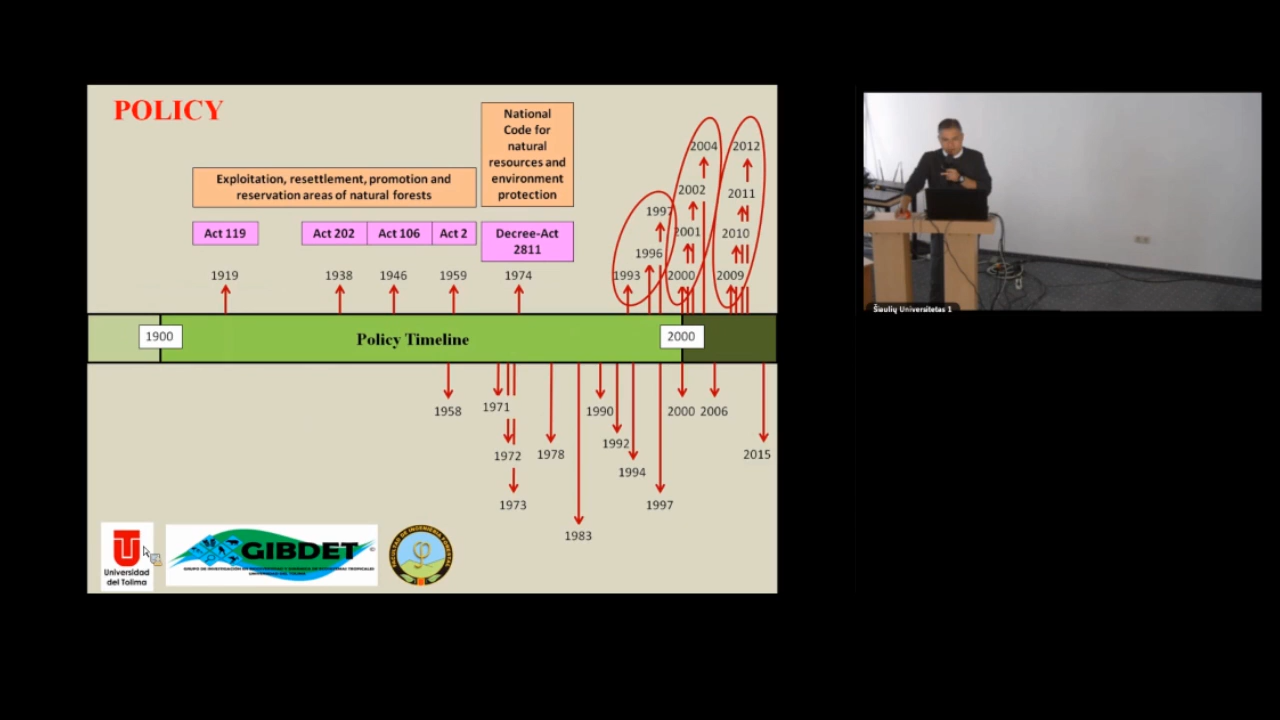 POLICY
National
Code for
natural
resources and
environment
protection
Exploitation, resettlement, promotion and
reservation areas of natural forests
Act 119
Act 202
Act 106
Act 2
Decree-Act
2811
1919
1938
1946
1959
1974
1993
1996
1997
2000
2001
2002
2004
2009
2010
2011
2012
1900
Policy Timeline
2000
1958
1971
1972
1973
1978
1983
1990
1992
1994
1997
2000
2006
2015
Universidad
del Tolima
GIBDET
Šiaulių Universitetas 1